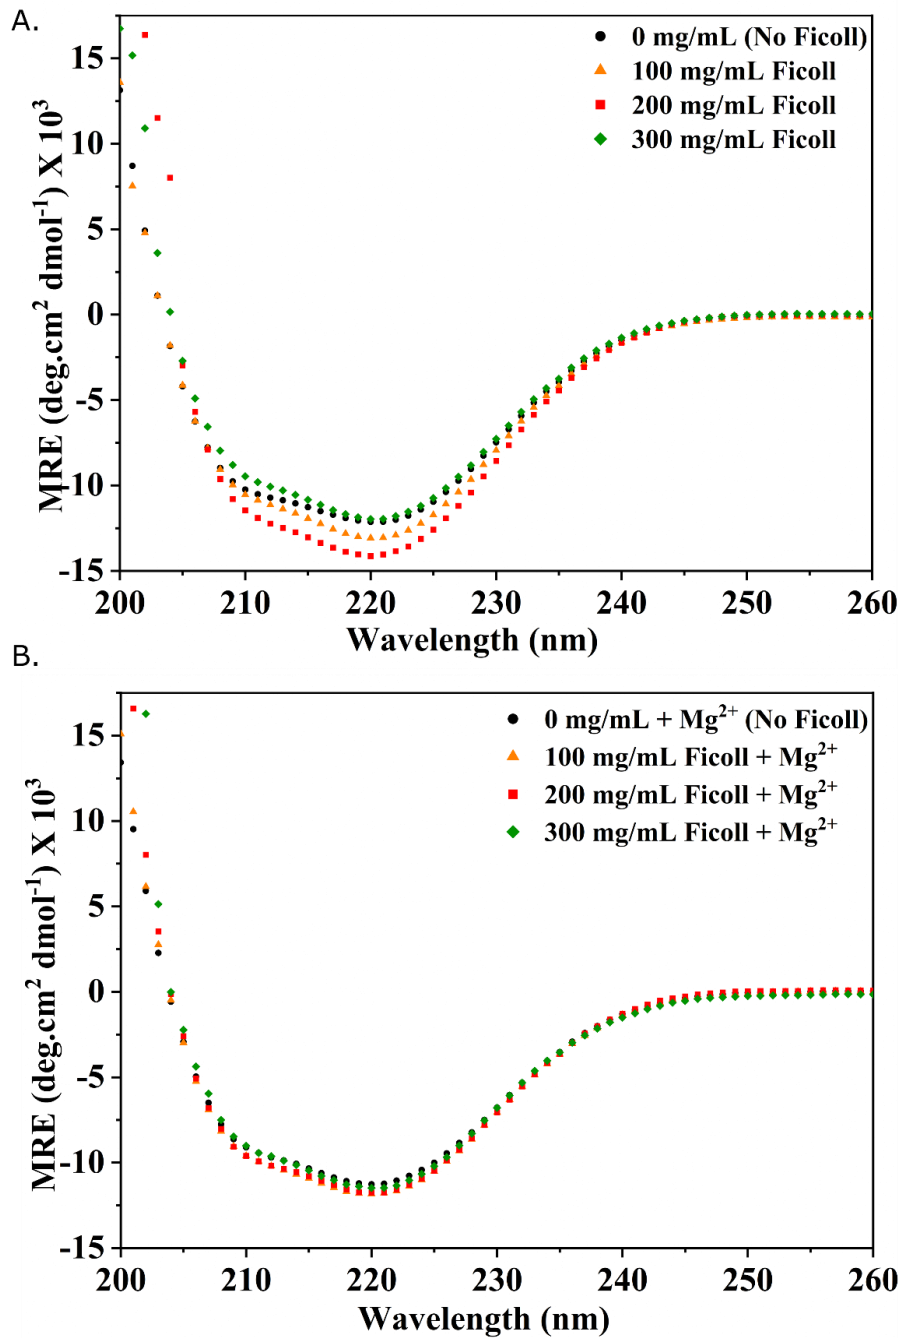 A.
0 mg/mL (No Ficoll)
100 mg/mL Ficoll
200 mg/mL Ficoll
300 mg/mL Ficoll
MRE (deg.cm² dmol⁻¹) X 10³
15
10
5
0
-5
-10
-15
200 210 220 230 240 250 260
Wavelength (nm)
B.
0 mg/mL + Mg²⁺ (No Ficoll)
100 mg/mL Ficoll + Mg²⁺
200 mg/mL Ficoll + Mg²⁺
300 mg/mL Ficoll + Mg²⁺
MRE (deg.cm² dmol⁻¹) X 10³
15
10
5
0
-5
-10
-15
200 210 220 230 240 250 260
Wavelength (nm)